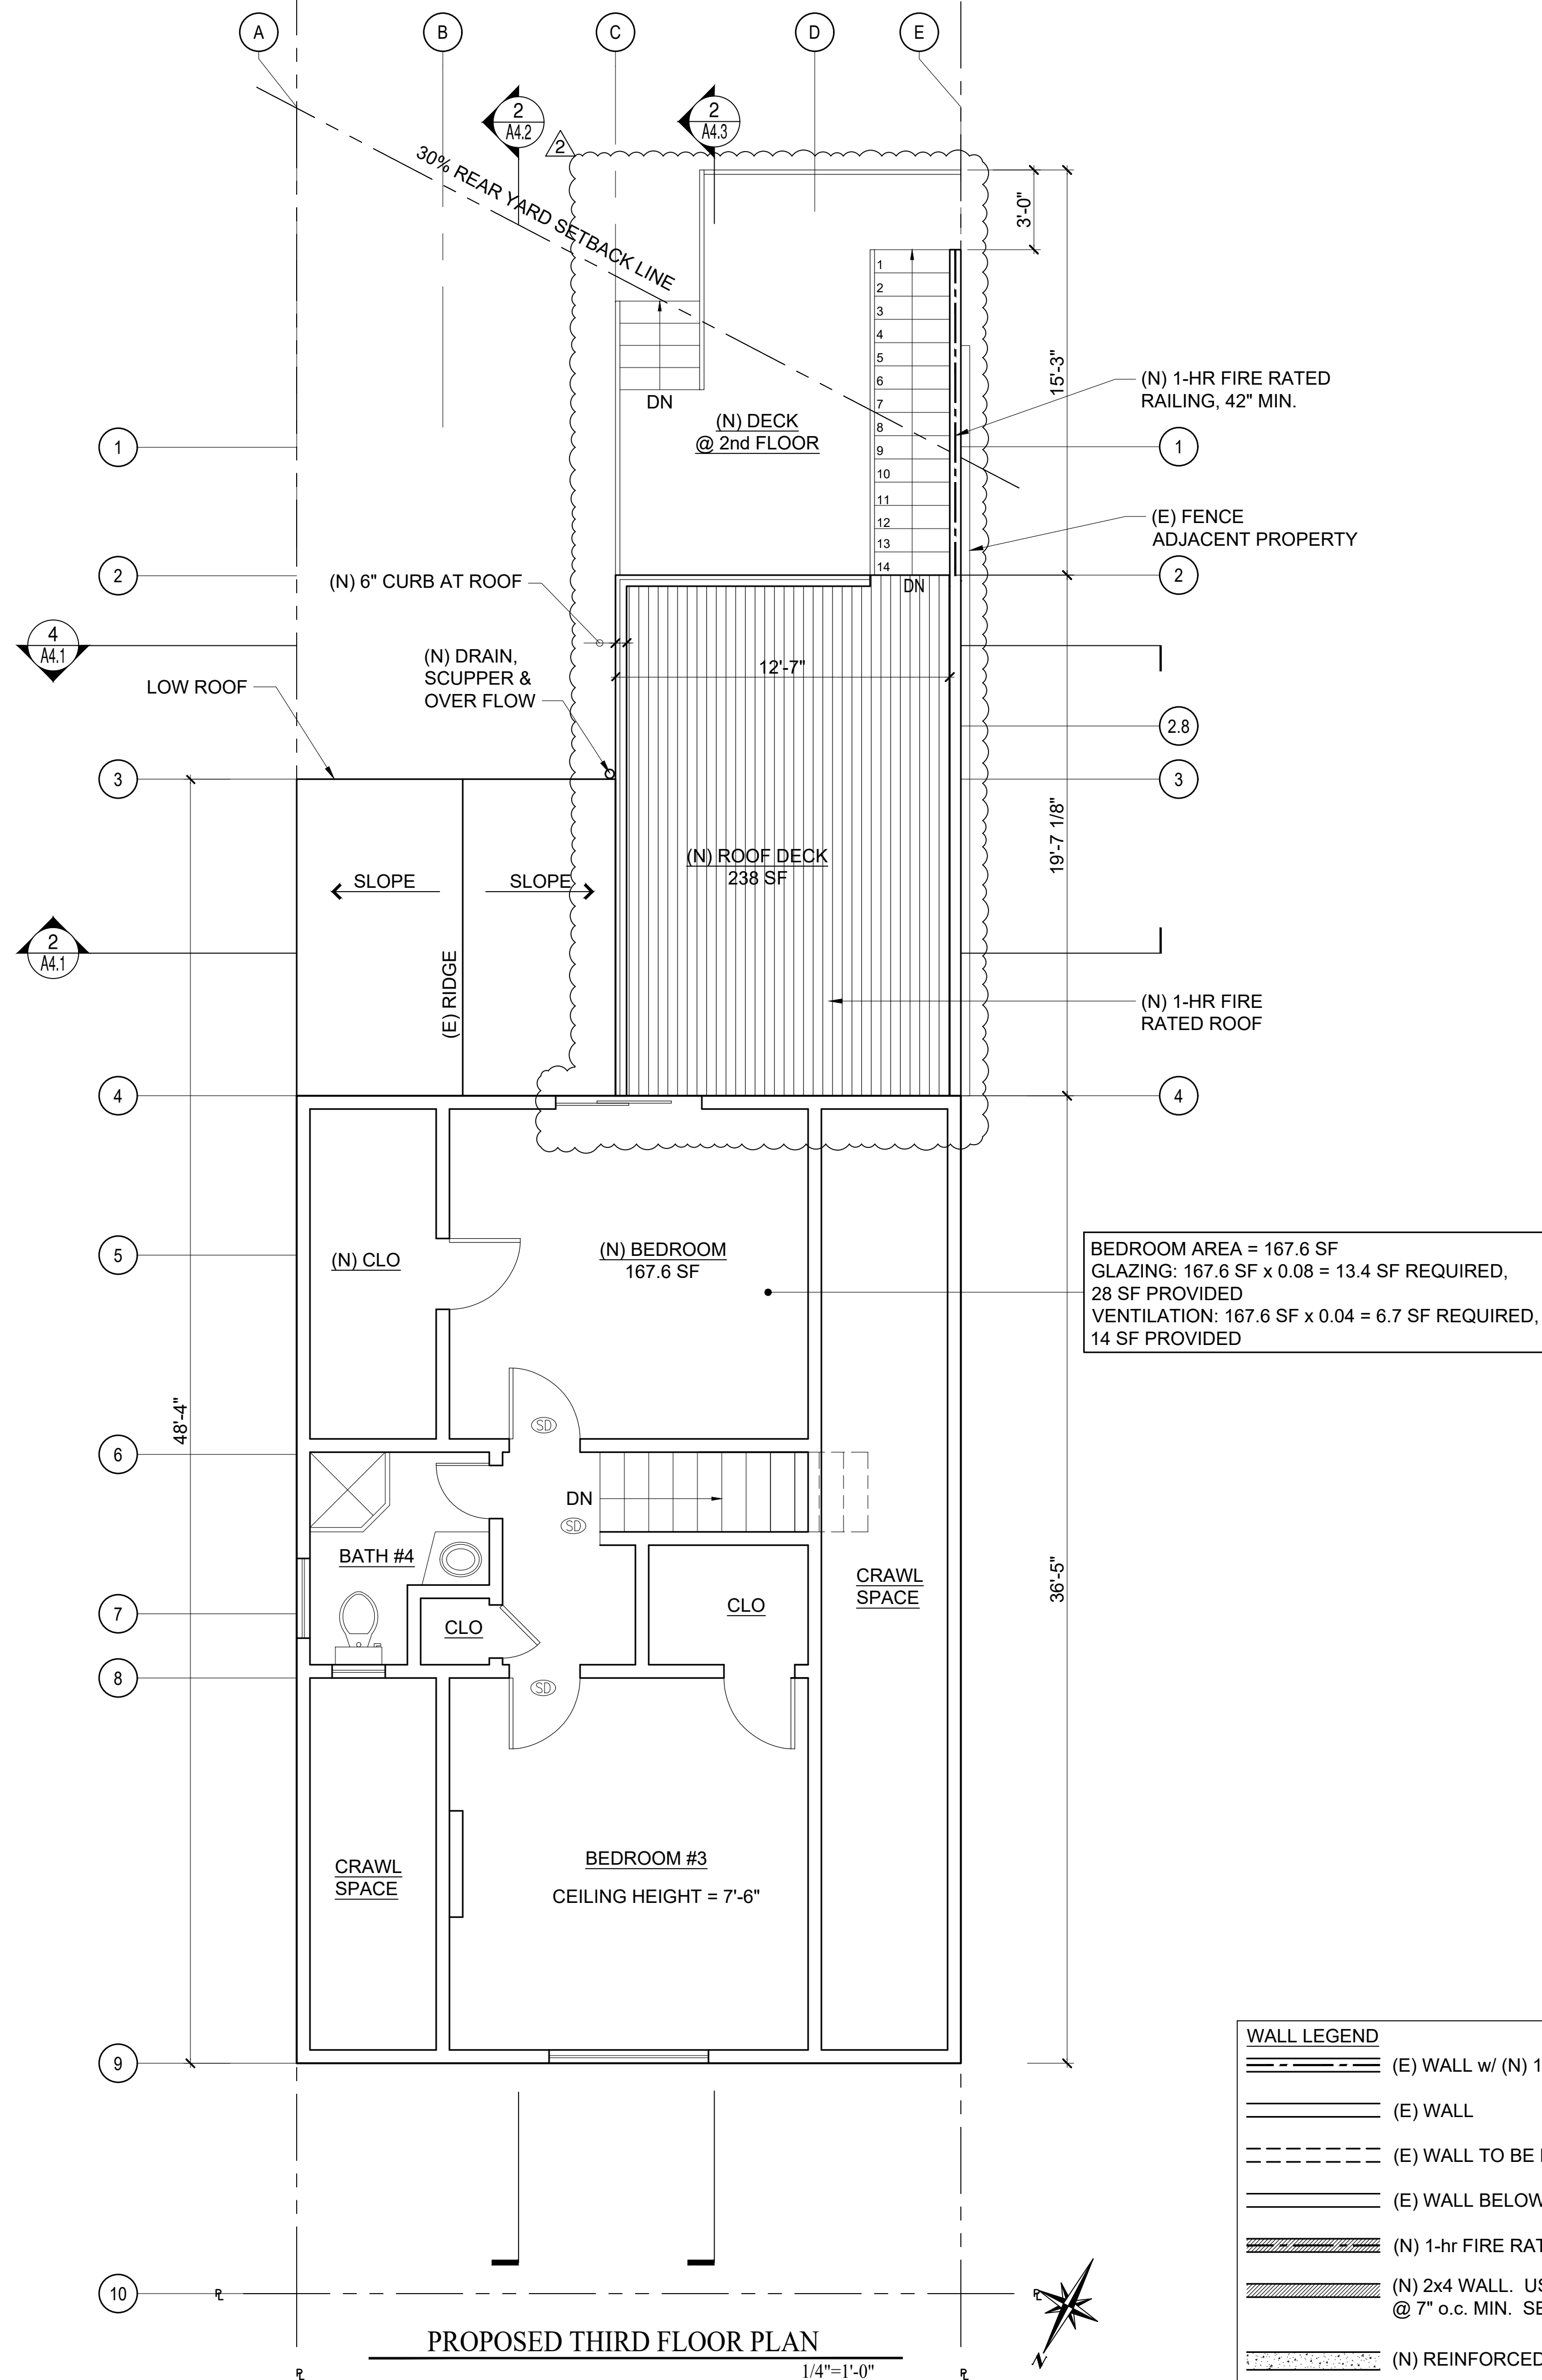 A
B
C
D
E
2
A4.2
2
A4.3
2
30% REAR YARD SETBACK LINE
3'-0"
15'-3"
1
2
3
4
5
6
7
8
9
10
11
12
13
14
DN
DN
(N) DECK
@ 2nd FLOOR
(N) 1-HR FIRE RATED
RAILING, 42" MIN.
1
1
(E) FENCE
ADJACENT PROPERTY
2
2
(N) 6" CURB AT ROOF
4
A4.1
(N) DRAIN,
SCUPPER &
OVER FLOW
12'-7"
LOW ROOF
2.8
3
3
19'-7 1/8"
(N) ROOF DECK
238 SF
SLOPE
SLOPE
2
A4.1
(E) RIDGE
(N) 1-HR FIRE
RATED ROOF
4
4
5
(N) CLO
(N) BEDROOM
167.6 SF
BEDROOM AREA = 167.6 SF
GLAZING: 167.6 SF x 0.08 = 13.4 SF REQUIRED,
28 SF PROVIDED
VENTILATION: 167.6 SF x 0.04 = 6.7 SF REQUIRED,
14 SF PROVIDED
48'-4"
SD
6
DN
SD
BATH #4
CRAWL
SPACE
36'-5"
7
CLO
CLO
8
SD
CRAWL
SPACE
BEDROOM #3
CEILING HEIGHT = 7'-6"
9
WALL LEGEND
(E) WALL w/ (N) 1
(E) WALL
(E) WALL TO BE
(E) WALL BELOW
(N) 1-hr FIRE RAT
(N) 2x4 WALL. US
@ 7" o.c. MIN. SE
(N) REINFORCED
10
PL
PL
N
PROPOSED THIRD FLOOR PLAN
1/4"=1'-0"
PL
PL